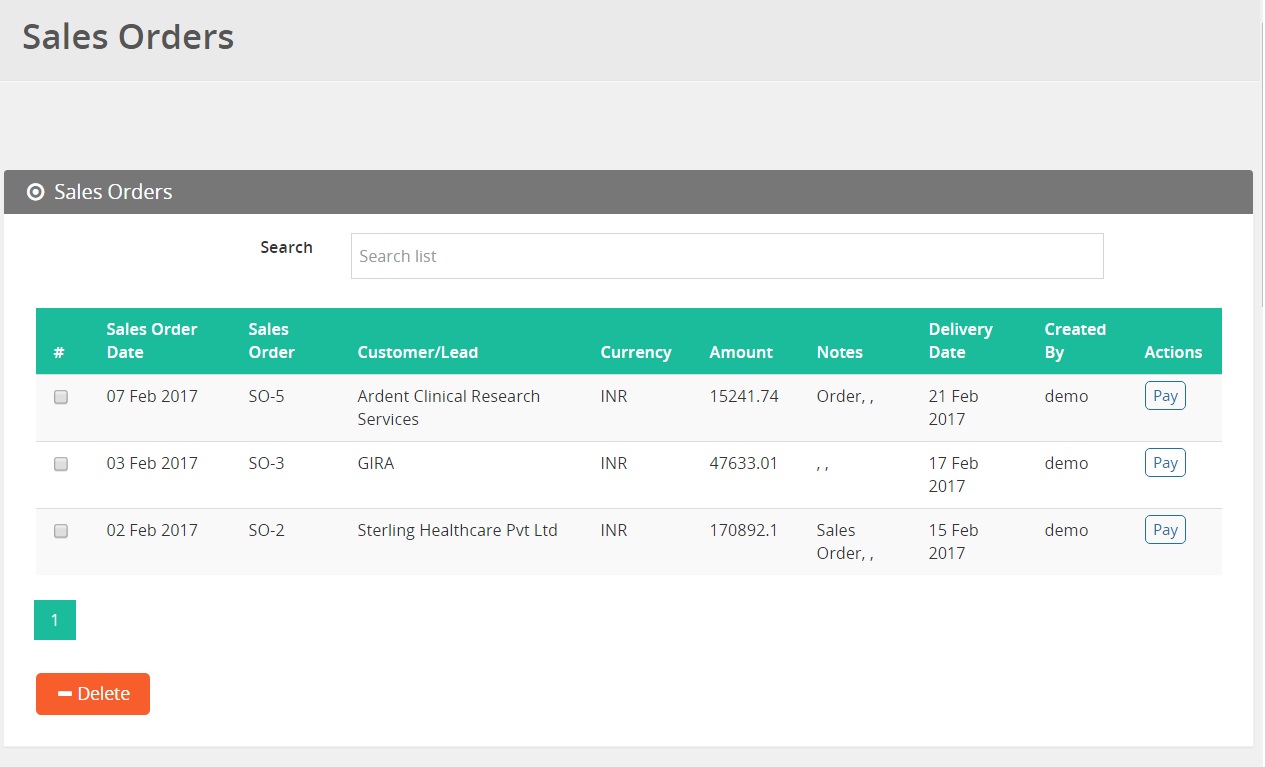 Sales Orders
Sales Orders
Search
Search list
# Sales Order Date Sales Order Customer/Lead Currency Amount Notes Delivery Date Created By Actions
07 Feb 2017 SO-5 Ardent Clinical Research Services INR 15241.74 Order, , 21 Feb 2017 demo Pay
03 Feb 2017 SO-3 GIRA INR 47633.01 , , 17 Feb 2017 demo Pay
02 Feb 2017 SO-2 Sterling Healthcare Pvt Ltd INR 170892.1 Sales Order, , 15 Feb 2017 demo Pay
1
Delete